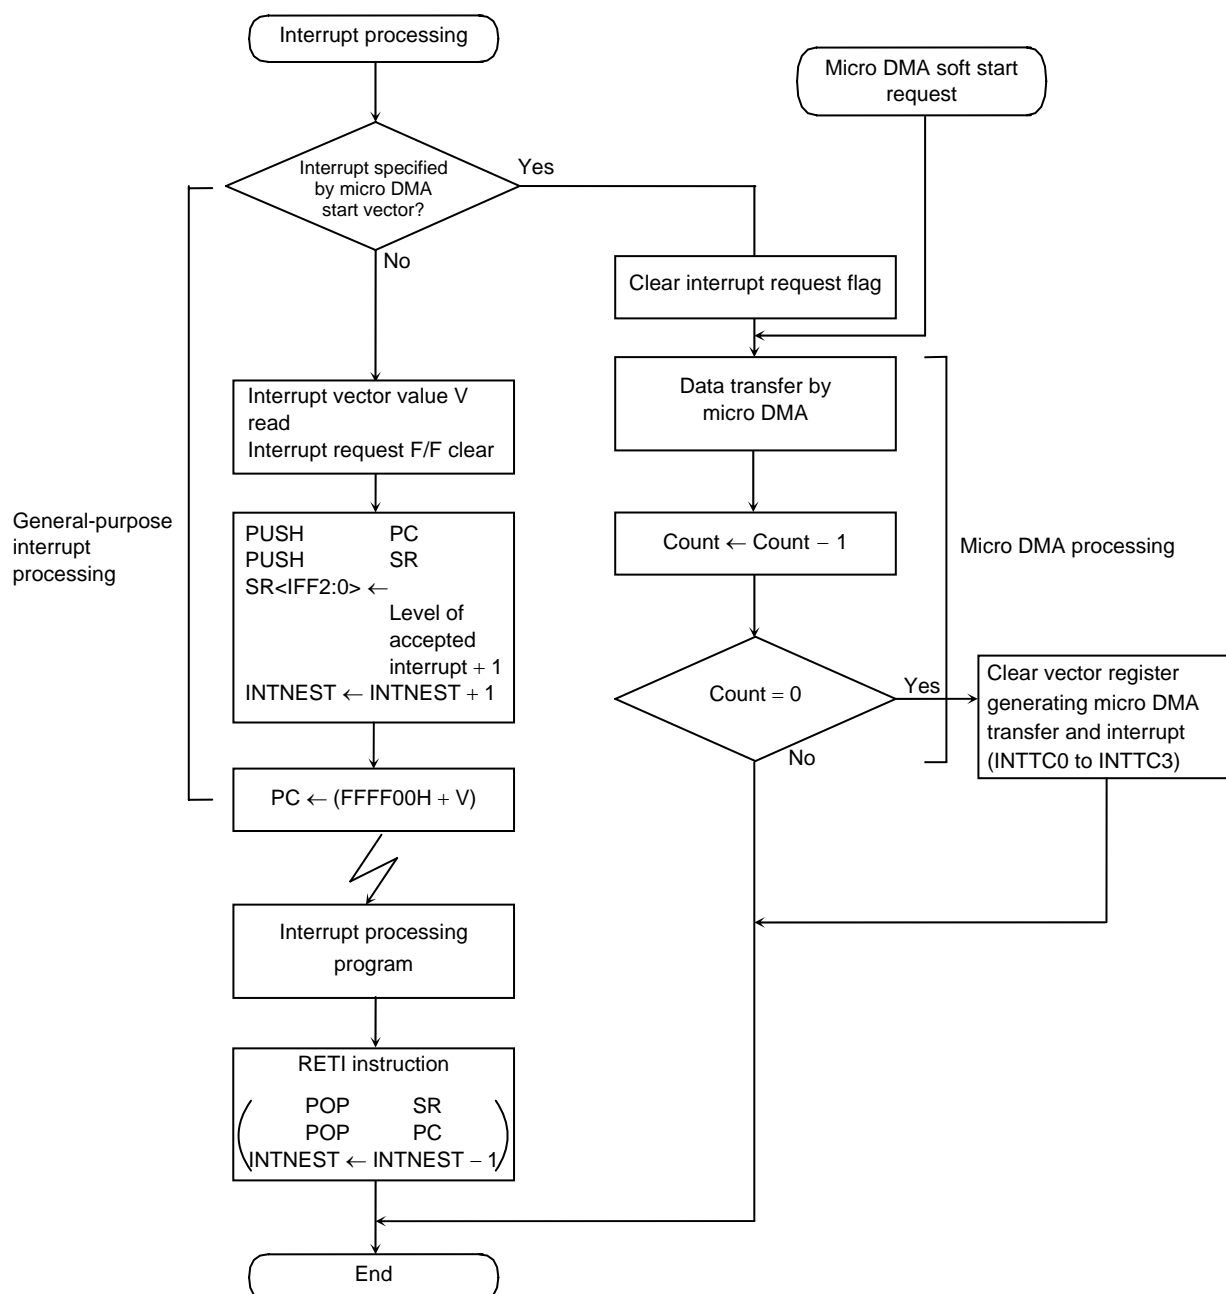 Interrupt processing
Micro DMA soft start
request
Interrupt specified
by micro DMA
start vector?
Yes
No
Clear interrupt request flag
Data transfer by
micro DMA
Interrupt vector value V
read
Interrupt request F/F clear
General-purpose
interrupt
processing
PUSH PC
PUSH SR
SR<IFF2:0> ←
Level of
accepted
interrupt + 1
INTNEST ← INTNEST + 1
Count ← Count − 1
Micro DMA processing
Count = 0
Yes
No
Clear vector register
generating micro DMA
transfer and interrupt
(INTTC0 to INTTC3)
PC ← (FFFF00H + V)
Interrupt processing
program
RETI instruction
POP SR
POP PC
INTNEST ← INTNEST − 1
End